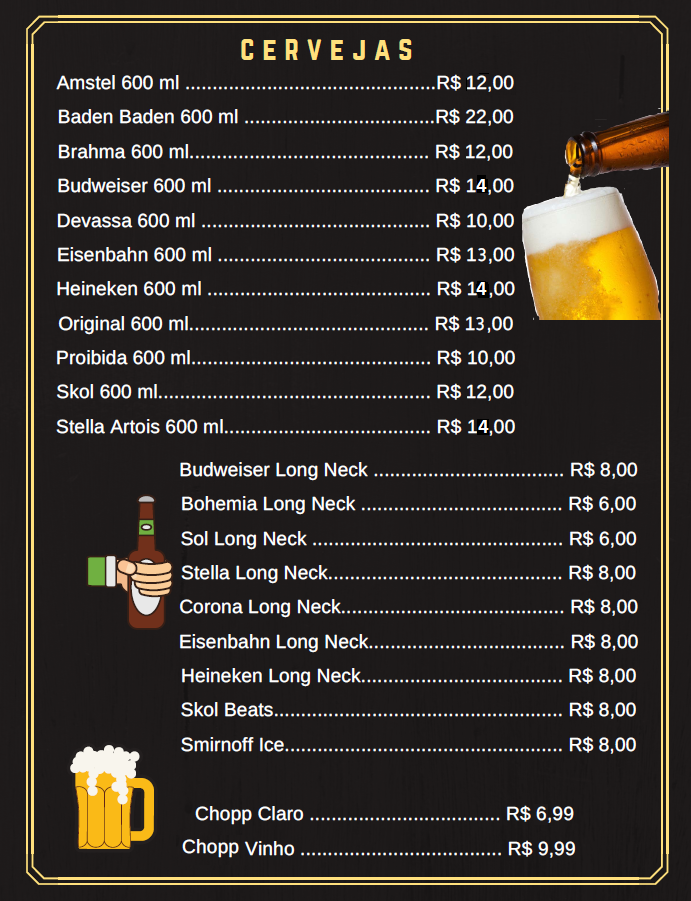 CERVEJAS
Amstel 600 ml ................................................R$ 12,00
Baden Baden 600 ml ....................................R$ 22,00
Brahma 600 ml.............................................. R$ 12,00
Budweiser 600 ml ........................................ R$ 14,00
Devassa 600 ml ........................................... R$ 10,00
Eisenbahn 600 ml ........................................ R$ 13,00
Heineken 600 ml .......................................... R$ 14,00
Original 600 ml.............................................. R$ 13,00
Proibida 600 ml.............................................. R$ 10,00
Skol 600 ml.................................................... R$ 12,00
Stella Artois 600 ml........................................ R$ 14,00
Budweiser Long Neck .................................... R$ 8,00
Bohemia Long Neck ...................................... R$ 6,00
Sol Long Neck ................................................ R$ 6,00
Stella Long Neck............................................. R$ 8,00
Corona Long Neck.......................................... R$ 8,00
Eisenbahn Long Neck..................................... R$ 8,00
Heineken Long Neck...................................... R$ 8,00
Skol Beats....................................................... R$ 8,00
Smirnoff Ice..................................................... R$ 8,00
Chopp Claro .................................... R$ 6,99
Chopp Vinho ...................................... R$ 9,99